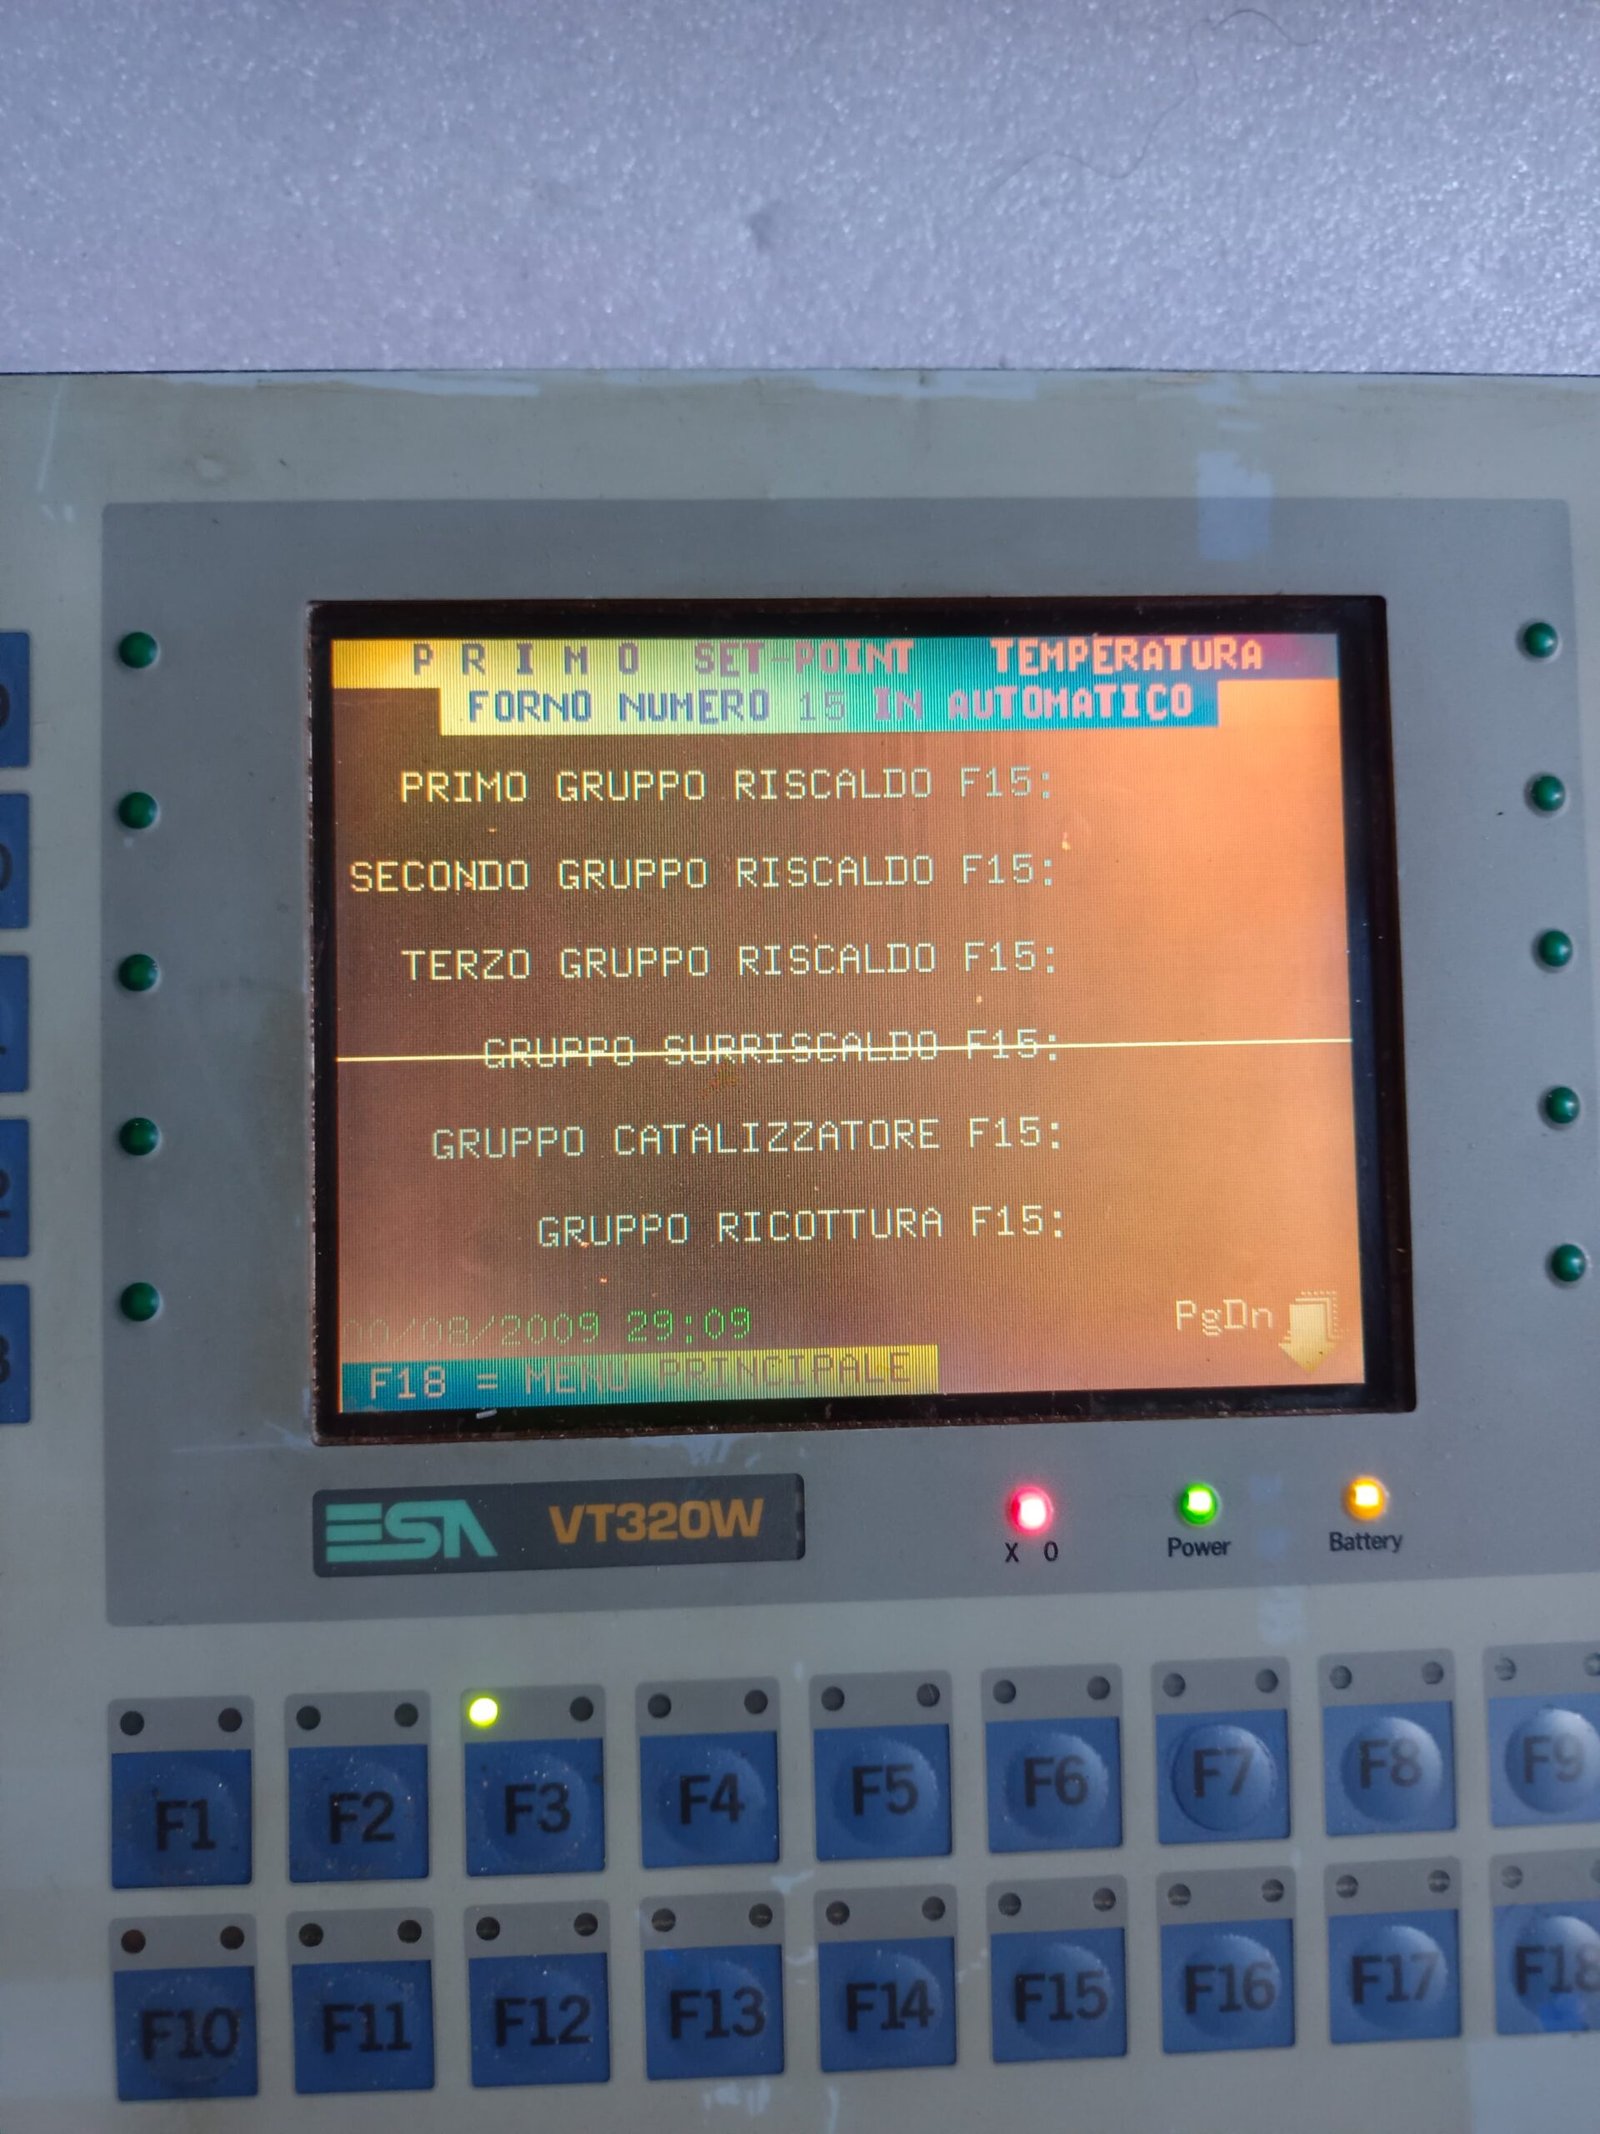 PRIMO SET-POINT TEMPERATURA
FORNO NUMERO 15 IN AUTOMATICO
PRIMO GRUPPO RISCALDO F15:
SECONDO GRUPPO RISCALDO F15:
TERZO GRUPPO RISCALDO F15:
GRUPPO SURRISCALDO F15:
GRUPPO CATALIZZATORE F15:
GRUPPO RICOTTURA F15:
PgDn
00/08/2009 29:09
F18 = MENU PRINCIPALE
ESA VT320W
X O Power Battery
F1 F2 F3 F4 F5 F6 F7 F8 F9
F10 F11 F12 F13 F14 F15 F16 F17 F18